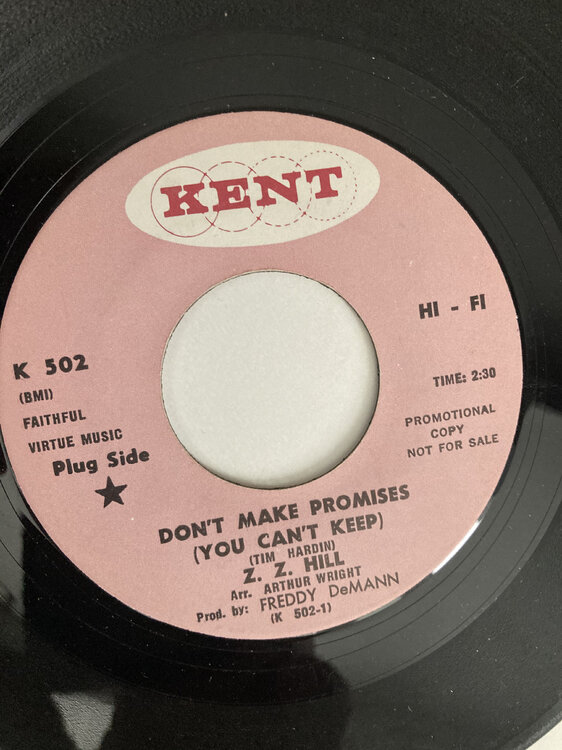 KENT
HI - FI
K 502
(BMI)
FAITHFUL
VIRTUE MUSIC
Plug Side
TIME: 2:30
PROMOTIONAL
COPY
NOT FOR SALE
DON'T MAKE PROMISES
(YOU CAN'T KEEP)
(TIM HARDIN)
Z. Z. HILL
Arr. ARTHUR WRIGHT
Prod. by: FREDDY DeMANN
(K 502-1)